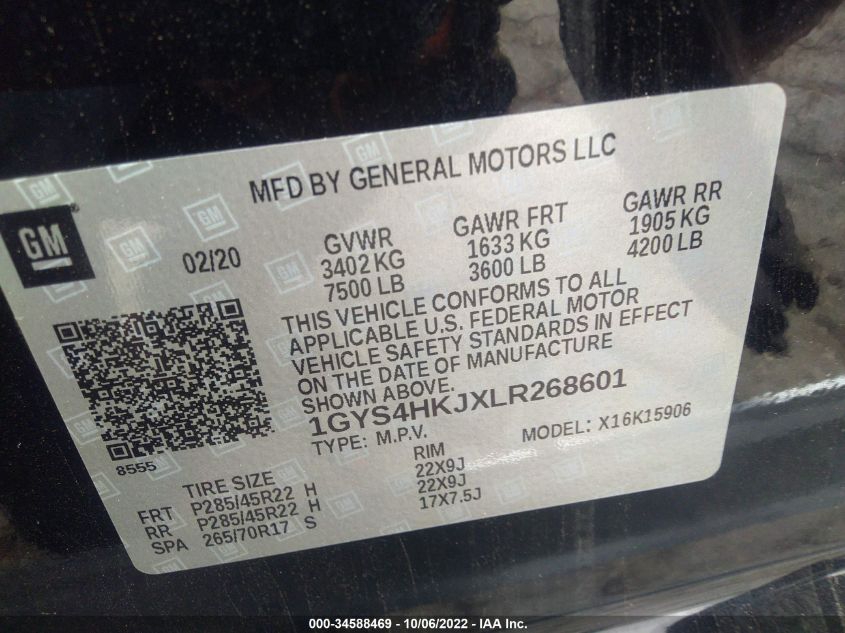 MFD BY GENERAL MOTORS LLC
GM
®
02/20
GVWR
3402 KG
7500 LB
GAWR FRT
1633 KG
3600 LB
GAWR RR
1905 KG
4200 LB
THIS VEHICLE CONFORMS TO ALL
APPLICABLE U.S. FEDERAL MOTOR
VEHICLE SAFETY STANDARDS IN EFFECT
ON THE DATE OF MANUFACTURE
SHOWN ABOVE.
1GYS4HKJXLR268601
TYPE: M.P.V.
MODEL: X16K15906
8555
TIRE SIZE
RIM
FRT P285/45R22 H 22X9J
RR P285/45R22 H 22X9J
SPA 265/70R17 S 17X7.5J
000-34588469 - 10/06/2022 - IAA Inc.